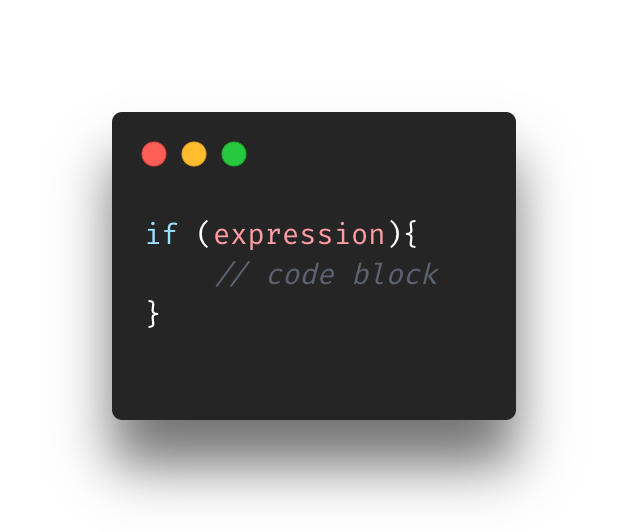 if (expression){
    // code block
}